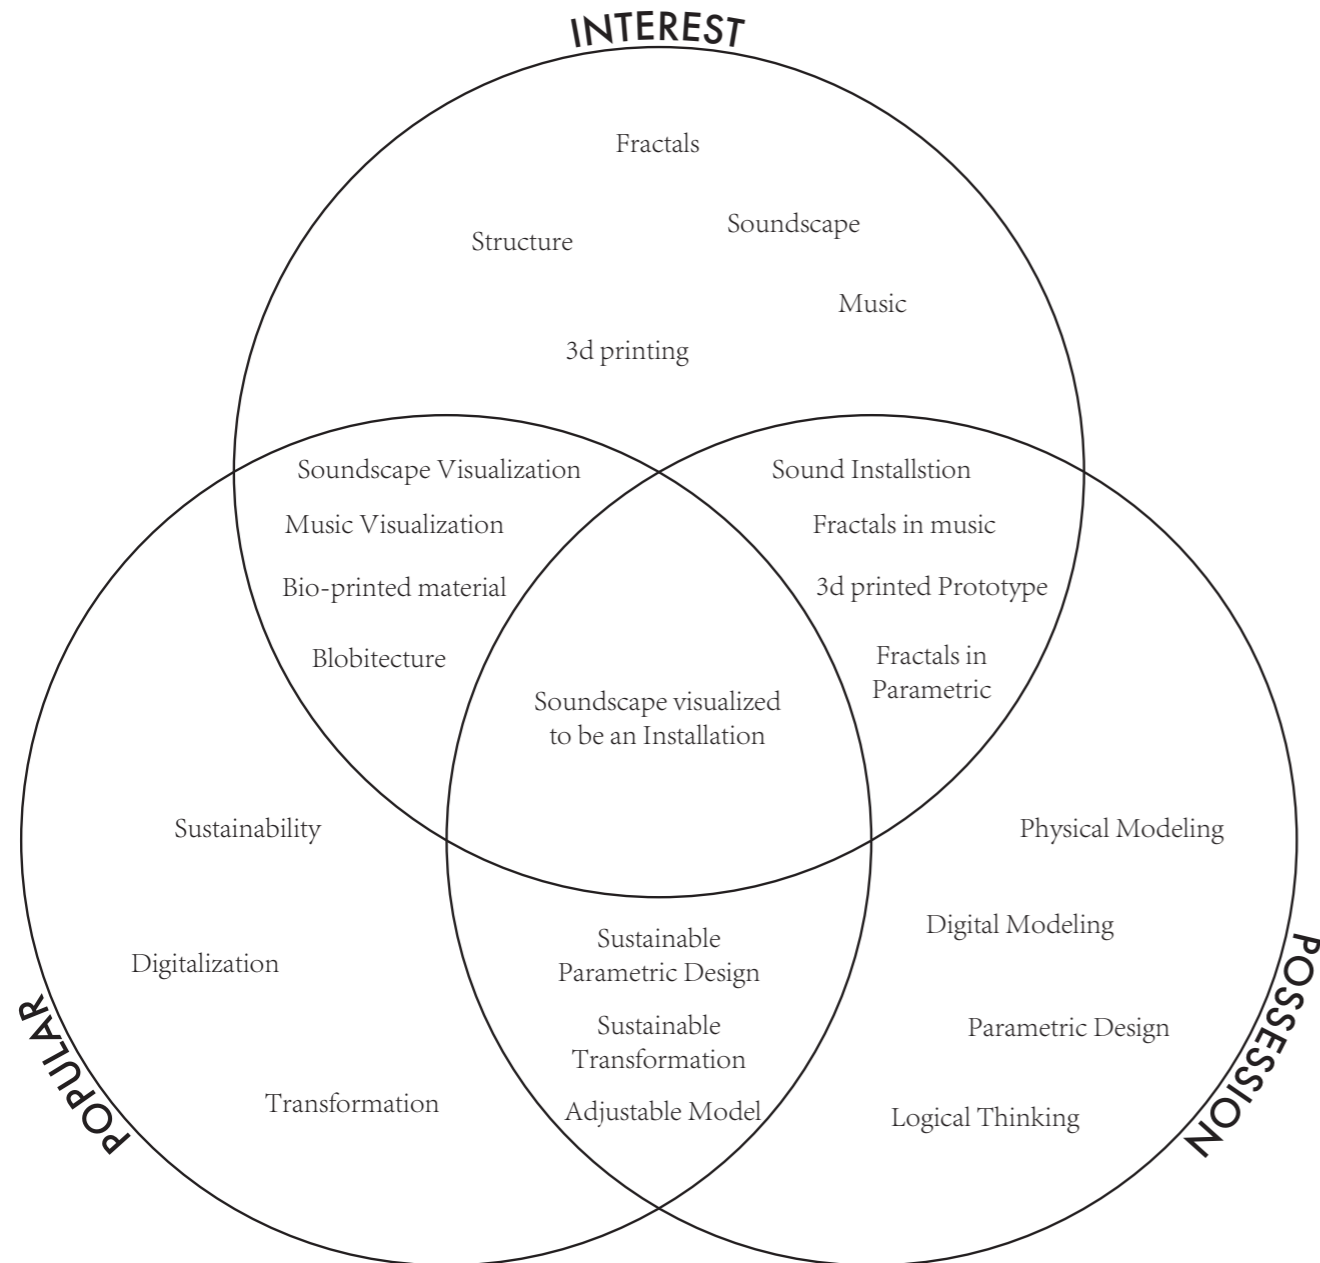 INTEREST
Fractals
Soundscape
Structure
Music
3d printing
Soundscape Visualization
Music Visualization
Bio-printed material
Blobitecture
Sound Installstion
Fractals in music
3d printed Prototype
Fractals in
Parametric
Soundscape visualized
to be an Installation
Sustainability
Digitalization
Transformation
POPULAR
Sustainable
Parametric Design
Sustainable
Transformation
Adjustable Model
Physical Modeling
Digital Modeling
Parametric Design
Logical Thinking
POSSESSION